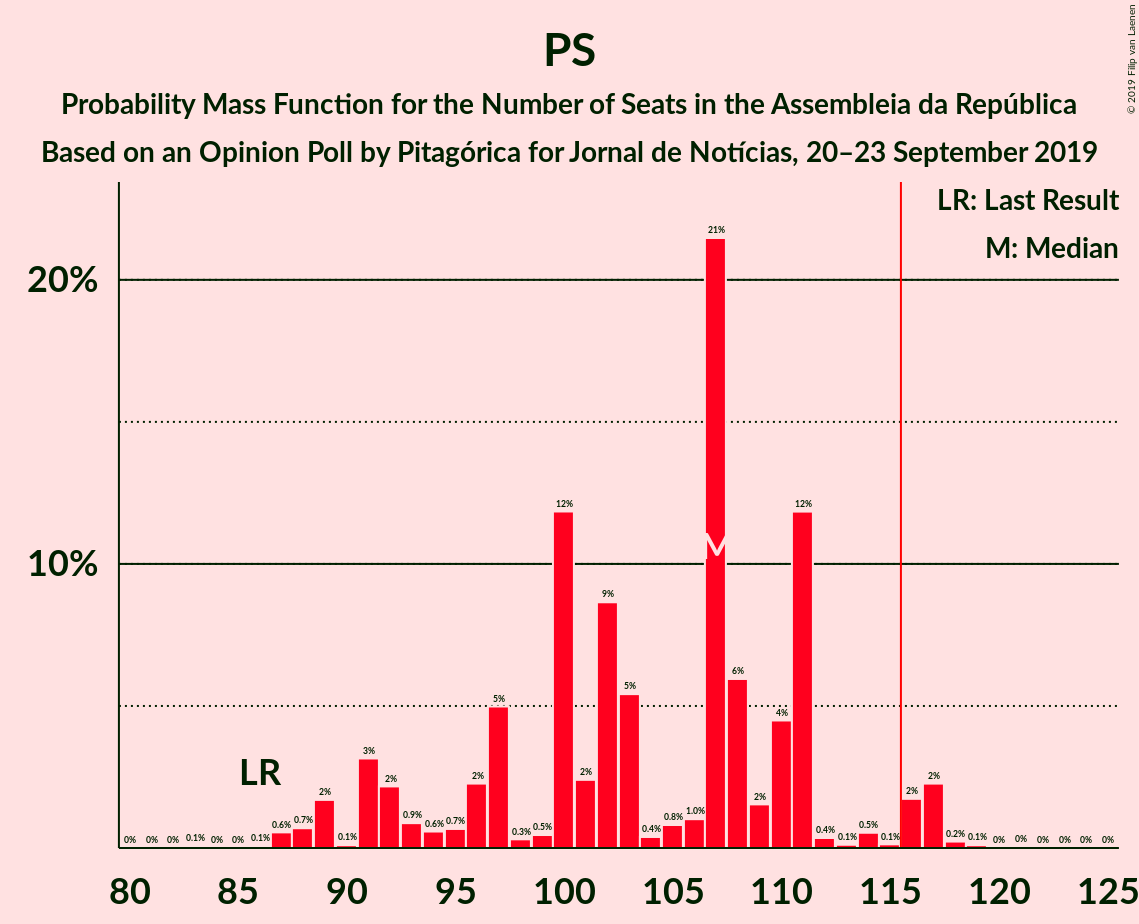 PS
Probability Mass Function for the Number of Seats in the Assembleia da República
Based on an Opinion Poll by Pitagórica for Jornal de Notícias, 20–23 September 2019
© 2019 Filip van Laenen
LR: Last Result
M: Median
20%
10%
LR
M
0% 0% 0% 0.1% 0% 0% 0.1% 0.6% 0.7% 2% 0.1% 3% 2% 0.9% 0.6% 0.7% 2% 5% 0.3% 0.5% 12% 2% 9% 5% 0.4% 0.8% 1.0% 21% 6% 2% 4% 12% 0.4% 0.1% 0.5% 0.1% 2% 2% 0.2% 0.1% 0% 0% 0% 0% 0% 0%
80 85 90 95 100 105 110 115 120 125